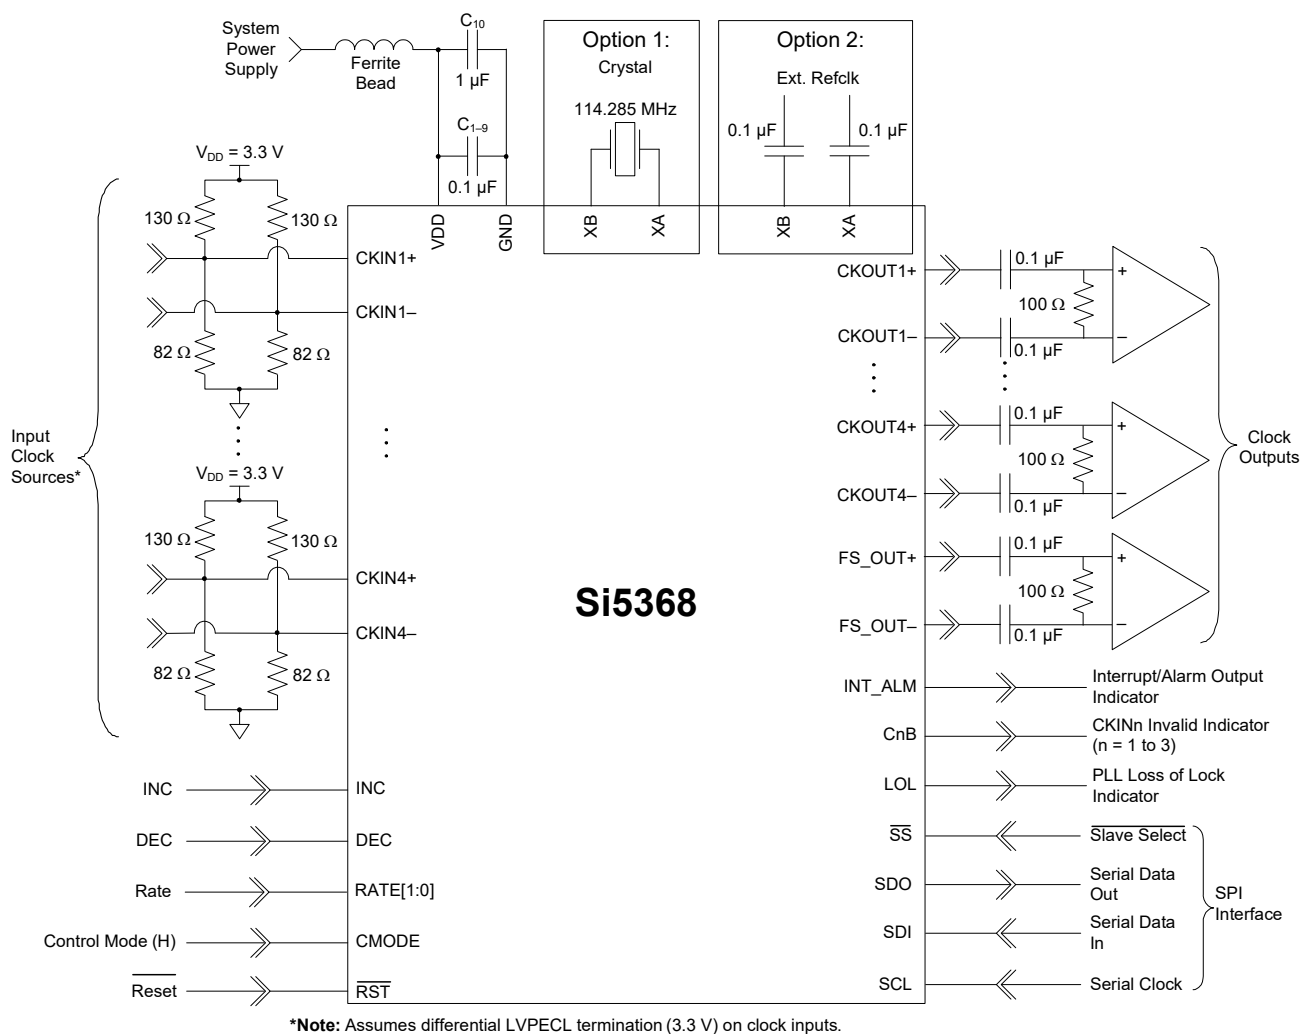 System
Power
Supply
Ferrite
Bead
C10
1 µF
C1–9
0.1 µF
VDD
GND
Option 1:
Crystal
114.285 MHz
XB
XA
Option 2:
Ext. Refclk
0.1 µF
0.1 µF
XB
XA
Input
Clock
Sources*
VDD = 3.3 V
130 Ω
130 Ω
CKIN1+
CKIN1–
82 Ω
82 Ω
VDD = 3.3 V
130 Ω
130 Ω
CKIN4+
CKIN4–
82 Ω
82 Ω
INC
INC
DEC
DEC
Rate
RATE[1:0]
Control Mode (H)
CMODE
Reset
RST
Si5368
CKOUT1+
0.1 µF
+
100 Ω
CKOUT1–
0.1 µF
–
CKOUT4+
0.1 µF
+
100 Ω
CKOUT4–
0.1 µF
–
FS_OUT+
0.1 µF
+
100 Ω
FS_OUT–
0.1 µF
–
Clock
Outputs
INT_ALM
Interrupt/Alarm Output
Indicator
CnB
CKINn Invalid Indicator
(n = 1 to 3)
LOL
PLL Loss of Lock
Indicator
SS
Slave Select
SDO
Serial Data
Out
SDI
Serial Data
In
SCL
Serial Clock
SPI
Interface
*Note: Assumes differential LVPECL termination (3.3 V) on clock inputs.